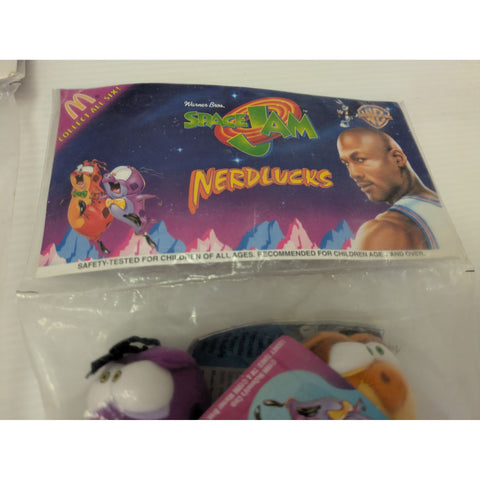 COLLECT ALL SIX!
Warner Bros.
SPACE JAM
NERDLUCKS
WB
SAFETY-TESTED FOR CHILDREN OF ALL AGES. RECOMMENDED FOR CHILDREN AGE AND OVER.